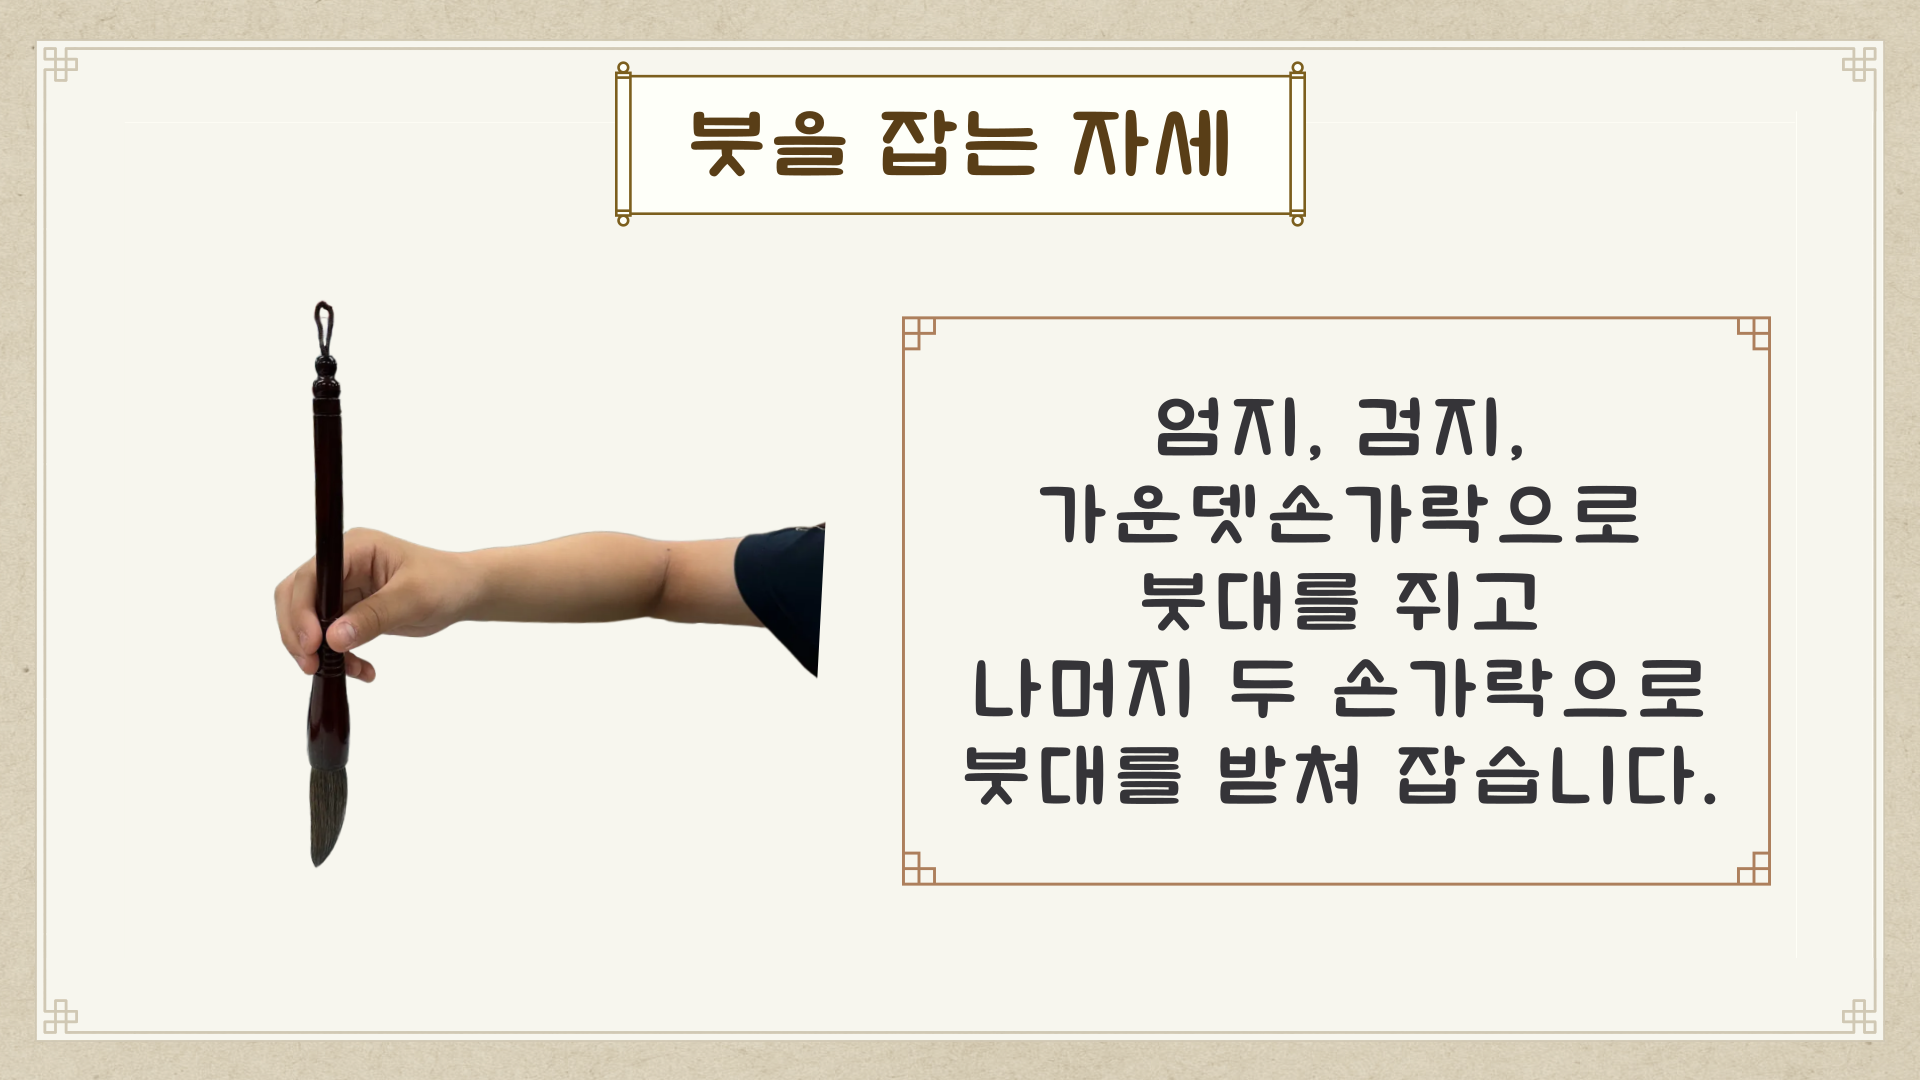 붓을 잡는 자세
엄지, 검지,
가운뎃손가락으로
붓대를 쥐고
나머지 두 손가락으로
붓대를 받쳐 잡습니다.